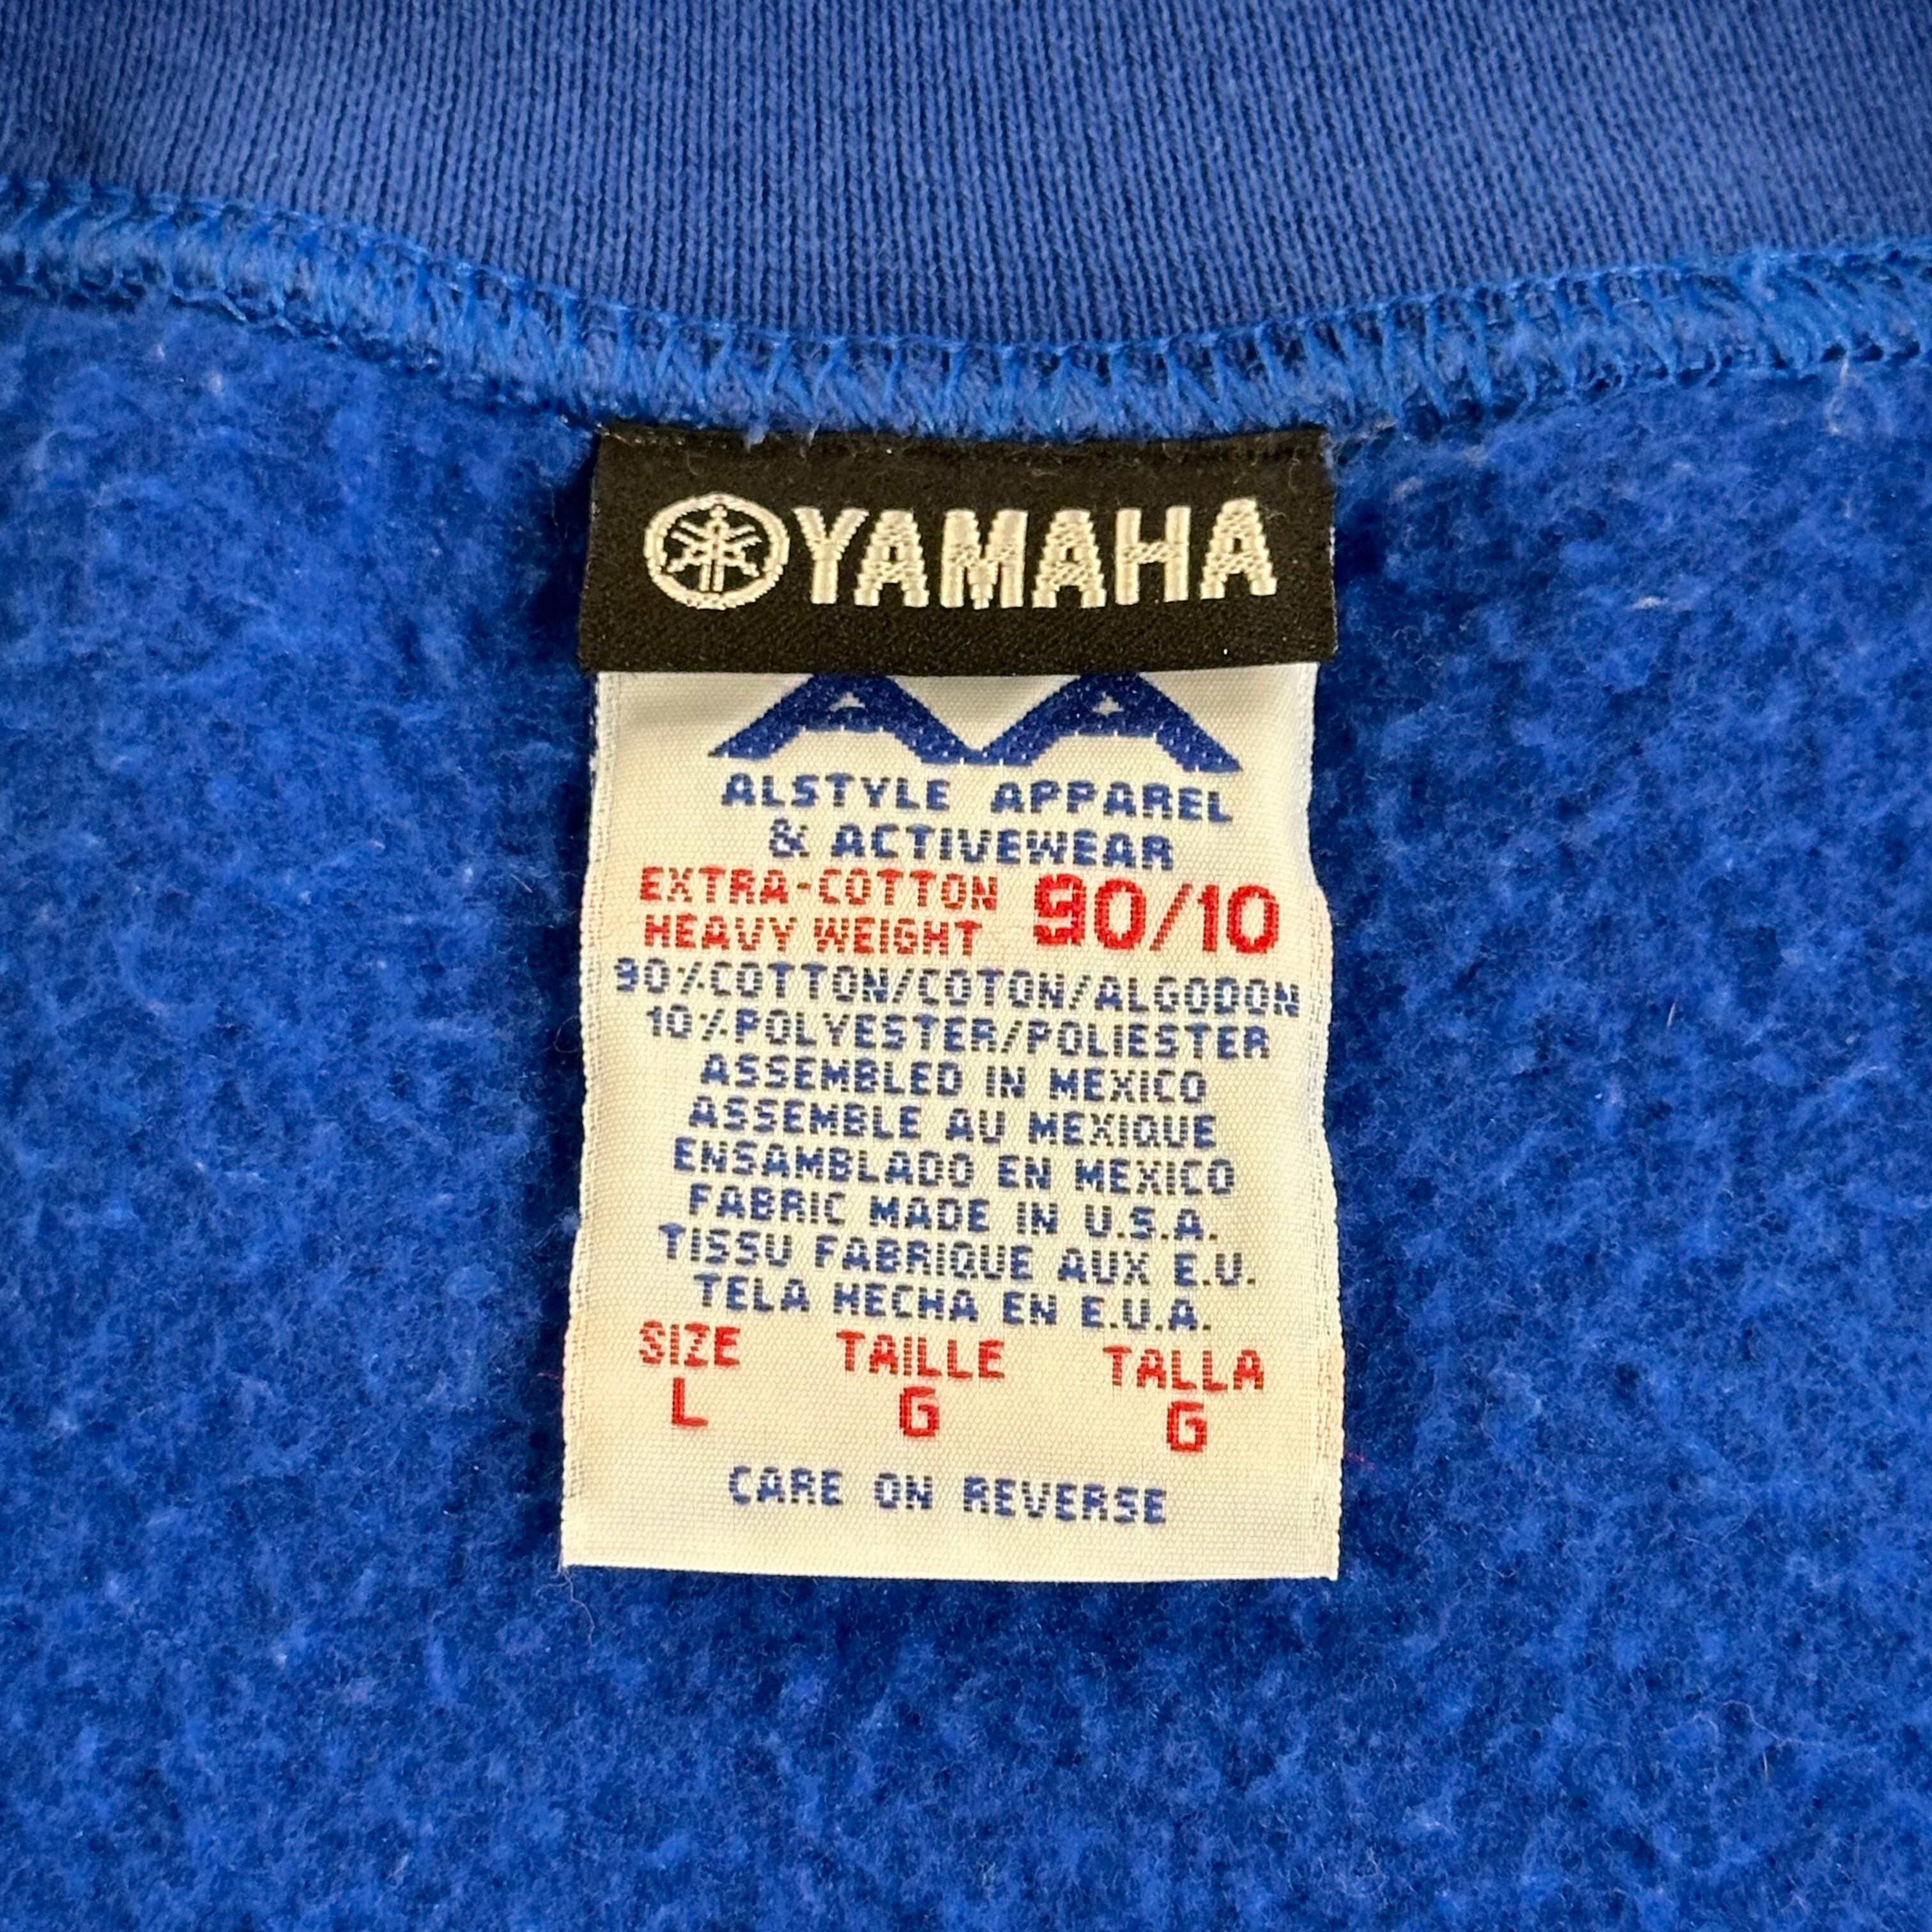 YAMAHA
AA
ALSTYLE APPAREL
& ACTIVEWEAR
EXTRA-COTTON 90/10
HEAVY WEIGHT
90%COTTON/COTON/ALGODON
10%POLYESTER/POLIESTER
ASSEMBLED IN MEXICO
ASSEMBLE AU MEXIQUE
ENSAMBLADO EN MEXICO
FABRIC MADE IN U.S.A.
TISSU FABRIQUE AUX E.U.
TELA HECHA EN E.U.A.
SIZE TAILLE TALLA
L G G
CARE ON REVERSE